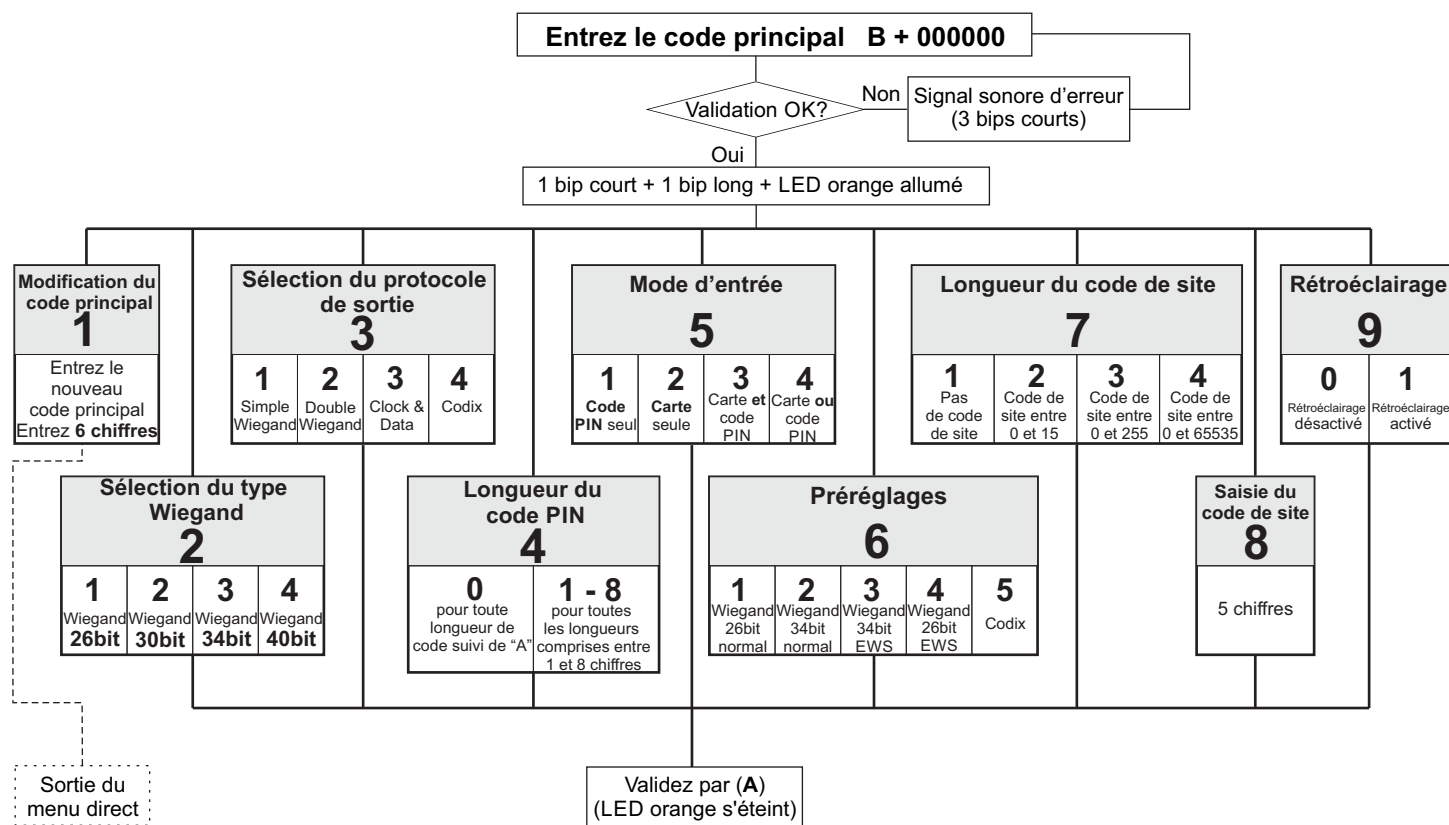 Entrez le code principal B + 000000
Validation OK?
Non
Signal sonore d'erreur
(3 bips courts)
Oui
1 bip court + 1 bip long + LED orange allumé
Modification du
code principal
1
Entrez le
nouveau
code principal
Entrez 6 chiffres
Sélection du protocole
de sortie
3
1
Simple
Wiegand
2
Double
Wiegand
3
Clock &
Data
4
Codix
Mode d'entrée
5
1
Code
PIN seul
2
Carte
seule
3
Carte et
code
PIN
4
Carte ou
code
PIN
Longueur du code de site
7
1
Pas
de code
de site
2
Code de
site entre
0 et 15
3
Code de
site entre
0 et 255
4
Code de
site entre
0 et 65535
Rétroéclairage
9
0
Rétroéclairage
désactivé
1
Rétroéclairage
activé
Sélection du type
Wiegand
2
1
Wiegand
26bit
2
Wiegand
30bit
3
Wiegand
34bit
4
Wiegand
40bit
Longueur du
code PIN
4
0
pour toute
longueur de
code suivi de “A”
1 - 8
pour toutes
les longueurs
comprises entre
1 et 8 chiffres
Préréglages
6
1
Wiegand
26bit
normal
2
Wiegand
34bit
normal
3
Wiegand
34bit
EWS
4
Wiegand
26bit
EWS
5
Codix
Saisie du
code de site
8
5 chiffres
Sortie du
menu direct
Validez par (A)
(LED orange s'éteint)